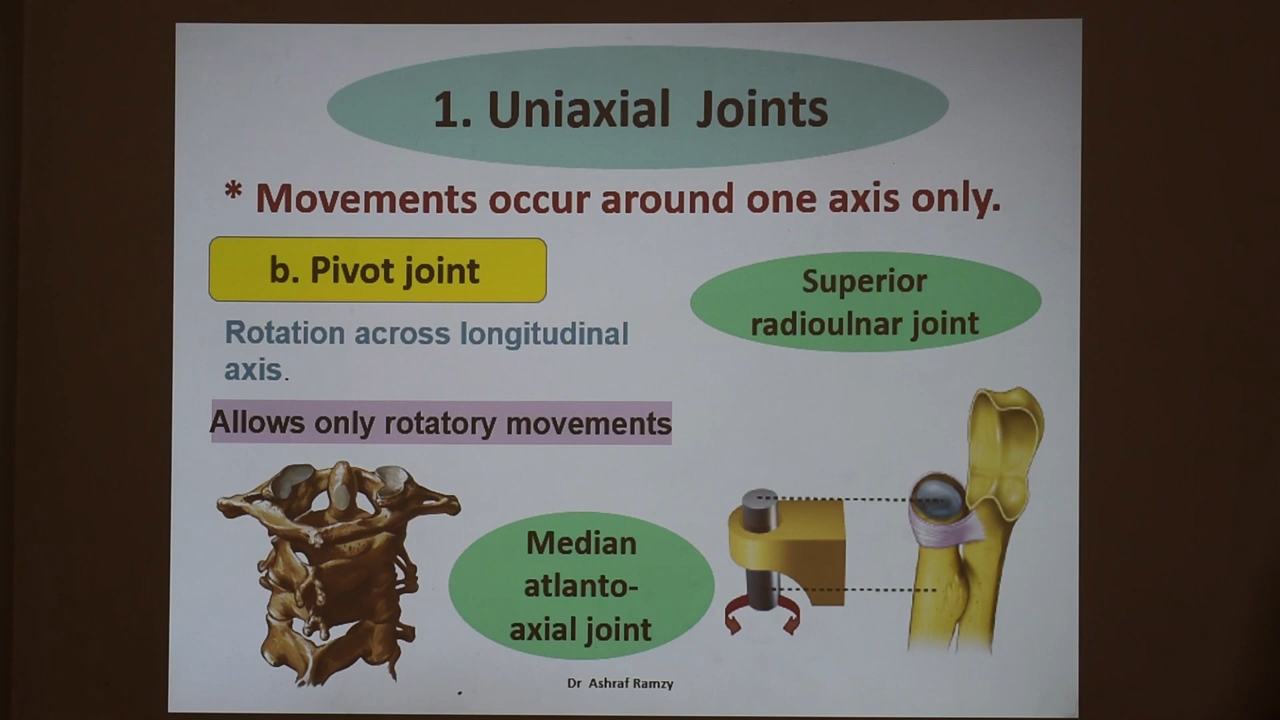 1. Uniaxial Joints
* Movements occur around one axis only.
b. Pivot joint
Superior
radioulnar joint
Rotation across longitudinal
axis.
Allows only rotatory movements
Median
atlanto-
axial joint
Dr Ashraf Ramzy